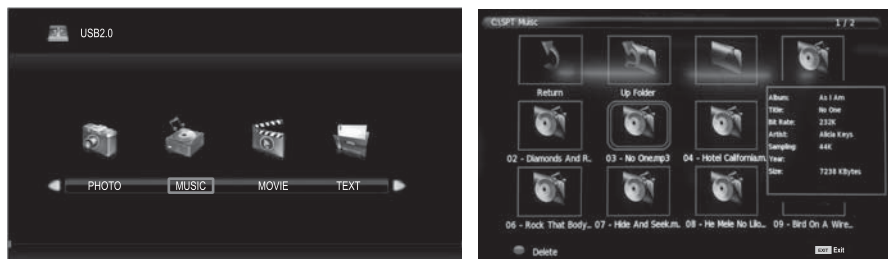 USB2.0
PHOTO MUSIC MOVIE TEXT
C:\SPT Music 1 / 2
Return Up Folder
Album: As I Am
Title: No One
Bit Rate: 232K
Artist: Alicia Keys
Sampling: 44K
Year:
Size: 7238 KBytes
02 - Diamonds And R.. 03 - No One.mp3 04 - Hotel California.m
06 - Rock That Body.. 07 - Hide And Seek.m.. 08 - He Mele No Lilo.. 09 - Bird On A Wire..
Delete EXIT Exit